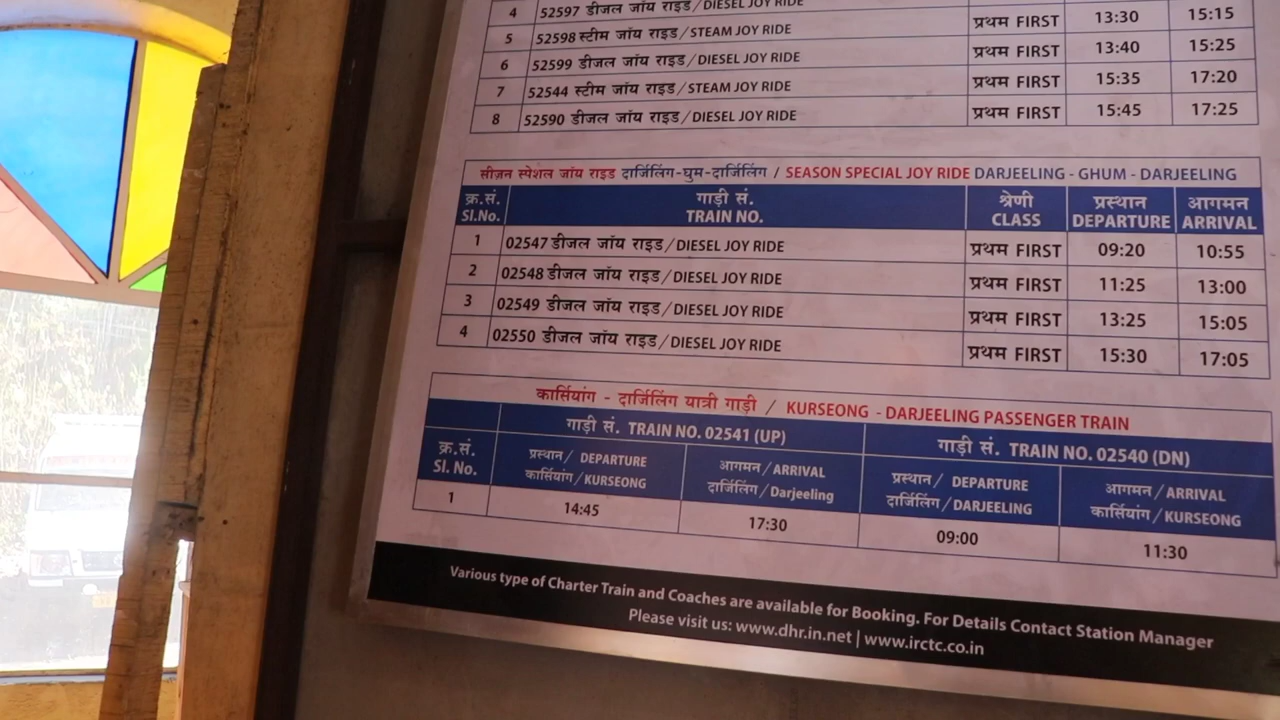 4 52597 डीजल जॉय राइड / DIESEL JOY RIDE प्रथम FIRST 13:30 15:15
5 52598 स्टीम जॉय राइड / STEAM JOY RIDE प्रथम FIRST 13:40 15:25
6 52599 डीजल जॉय राइड / DIESEL JOY RIDE प्रथम FIRST 15:35 17:20
7 52544 स्टीम जॉय राइड / STEAM JOY RIDE प्रथम FIRST 15:45 17:25
8 52590 डीजल जॉय राइड / DIESEL JOY RIDE
सीज़न स्पेशल जॉय राइड दार्जिलिंग-घुम-दार्जिलिंग / SEASON SPECIAL JOY RIDE DARJEELING - GHUM - DARJEELING
क्र.सं. गाड़ी सं. श्रेणी प्रस्थान आगमन
Sl.No. TRAIN NO. CLASS DEPARTURE ARRIVAL
1 02547 डीजल जॉय राइड / DIESEL JOY RIDE प्रथम FIRST 09:20 10:55
2 02548 डीजल जॉय राइड / DIESEL JOY RIDE प्रथम FIRST 11:25 13:00
3 02549 डीजल जॉय राइड / DIESEL JOY RIDE प्रथम FIRST 13:25 15:05
4 02550 डीजल जॉय राइड / DIESEL JOY RIDE प्रथम FIRST 15:30 17:05
कार्सियांग - दार्जिलिंग यात्री गाड़ी / KURSEONG - DARJEELING PASSENGER TRAIN
गाड़ी सं. TRAIN NO. 02541 (UP) गाड़ी सं. TRAIN NO. 02540 (DN)
क्र.सं. प्रस्थान / DEPARTURE आगमन / ARRIVAL प्रस्थान / DEPARTURE आगमन / ARRIVAL
Sl. No. कार्सियांग / KURSEONG दार्जिलिंग / Darjeeling दार्जिलिंग / DARJEELING कार्सियांग / KURSEONG
1 14:45 17:30 09:00 11:30
Various type of Charter Train and Coaches are available for Booking. For Details Contact Station Manager
Please visit us: www.dhr.in.net | www.irctc.co.in